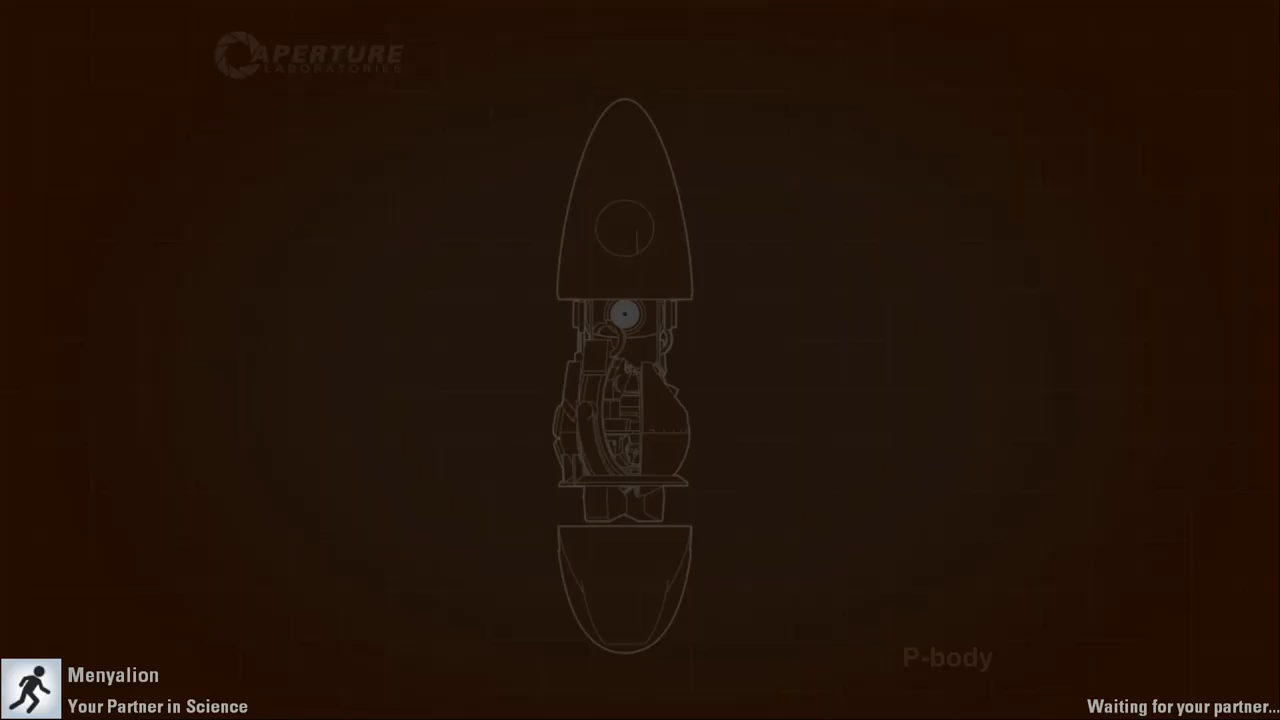 APERTURE
LABORATORIES
P-body
Menyalion
Your Partner in Science
Waiting for your partner...